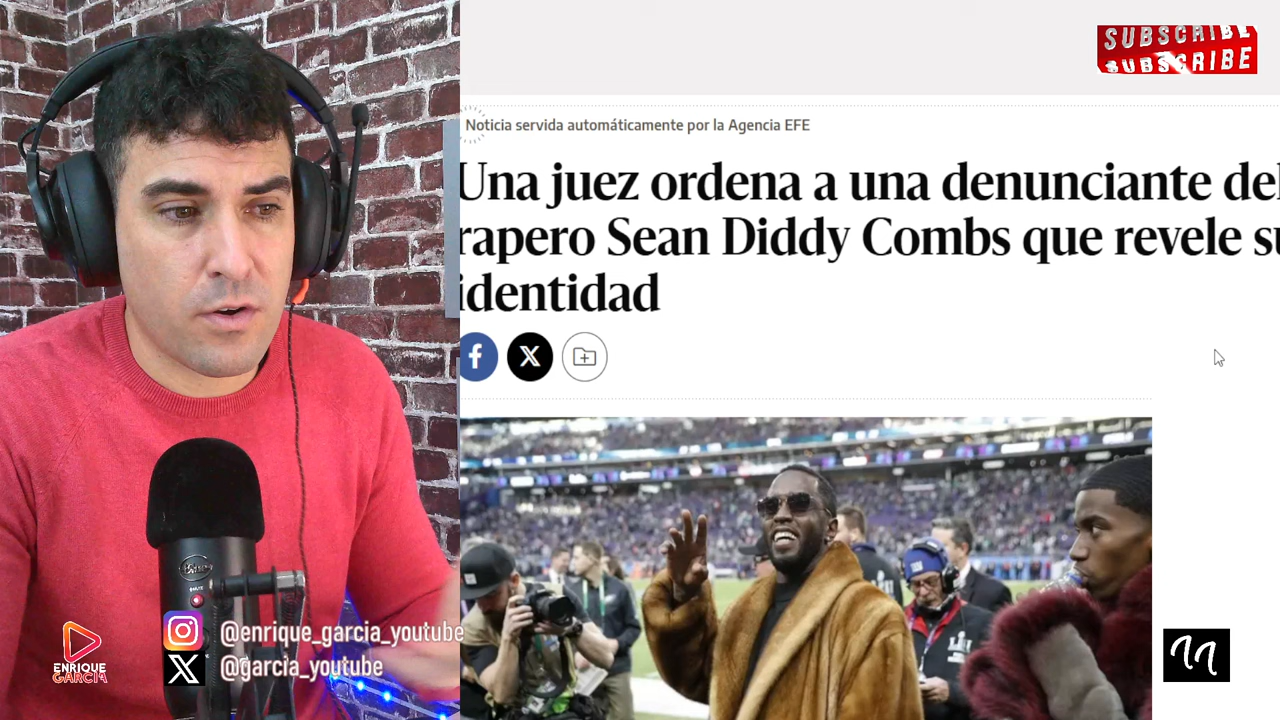 SUBSCRIBE
SUBSCRIBE
Noticia servida automáticamente por la Agencia EFE
Una juez ordena a una denunciante del
rapero Sean Diddy Combs que revele su
identidad
@enrique_garcia_youtube
@garcia_youtube
ENRIQUE
GARCIA